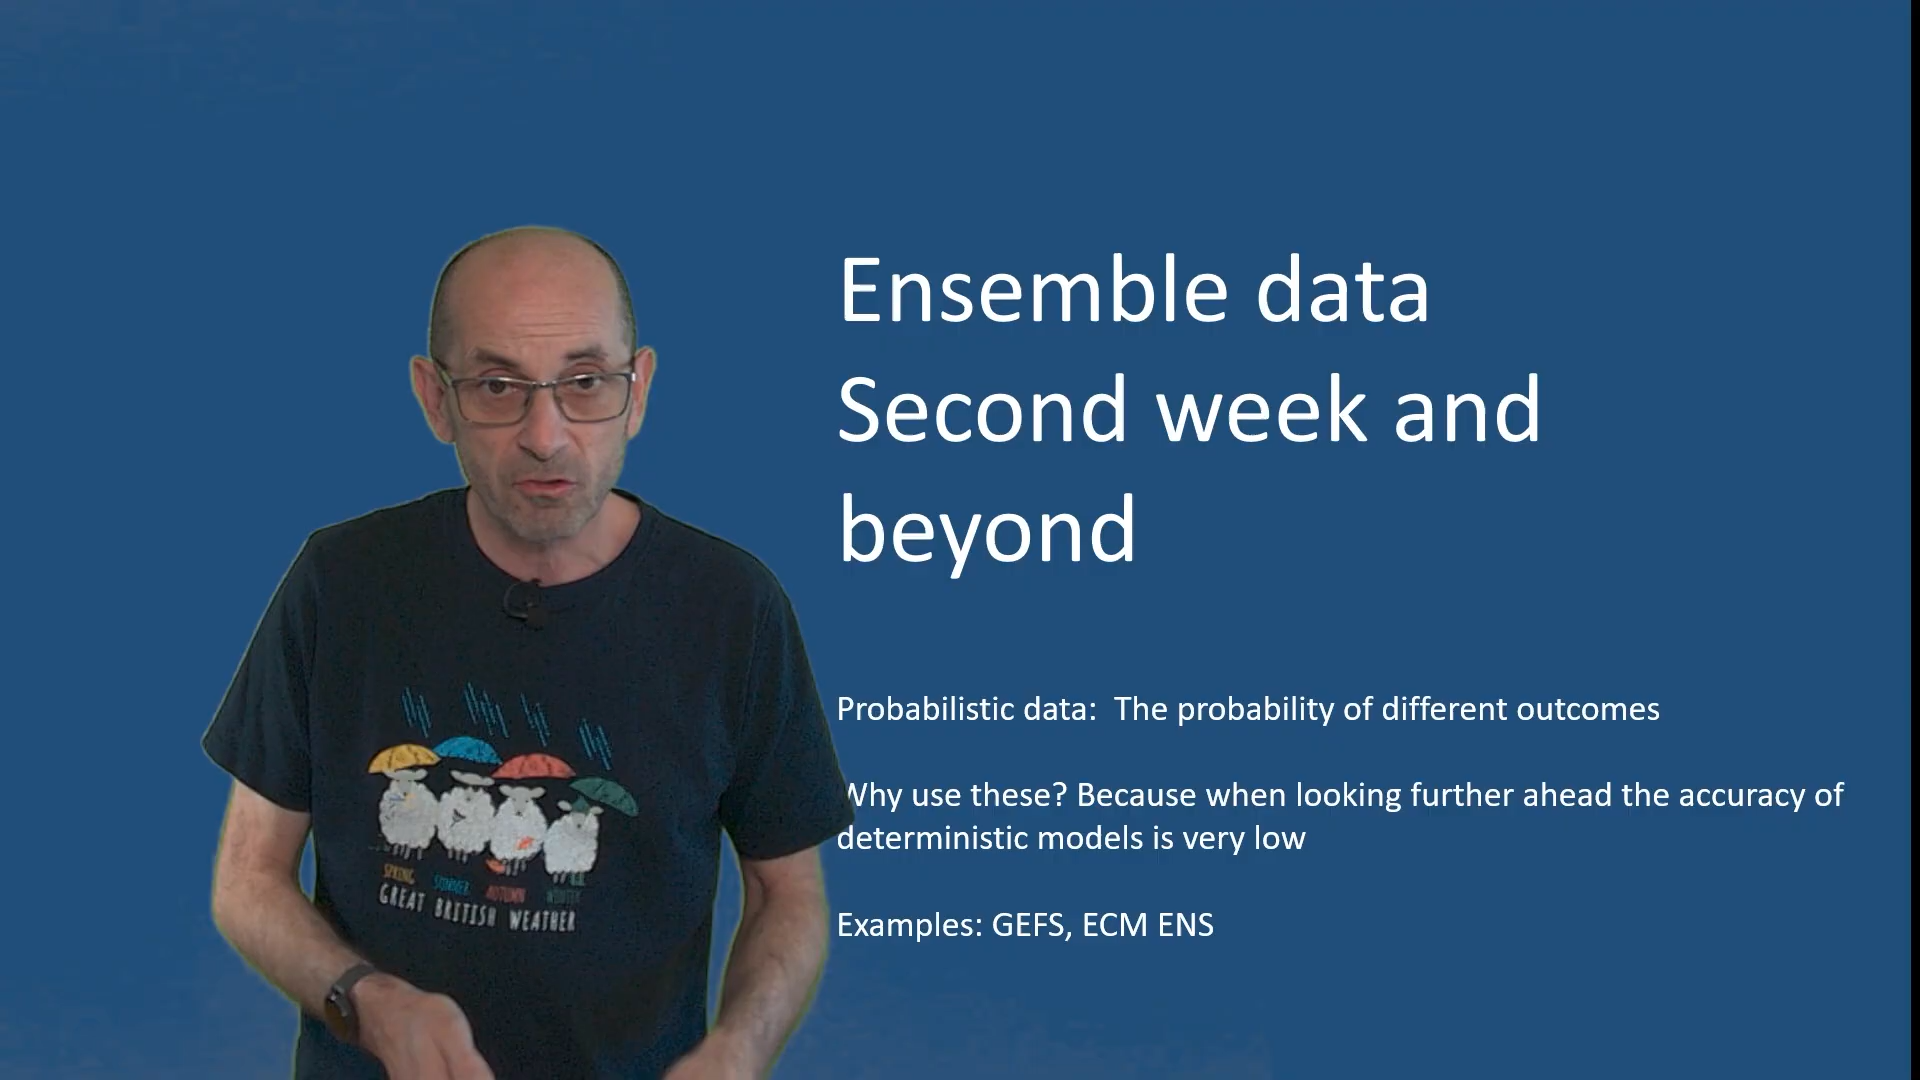 Ensemble data
Second week and
beyond
Probabilistic data: The probability of different outcomes
Why use these? Because when looking further ahead the accuracy of
deterministic models is very low
Examples: GEFS, ECM ENS
SPRING SUMMER AUTUMN WINTER
GREAT BRITISH WEATHER